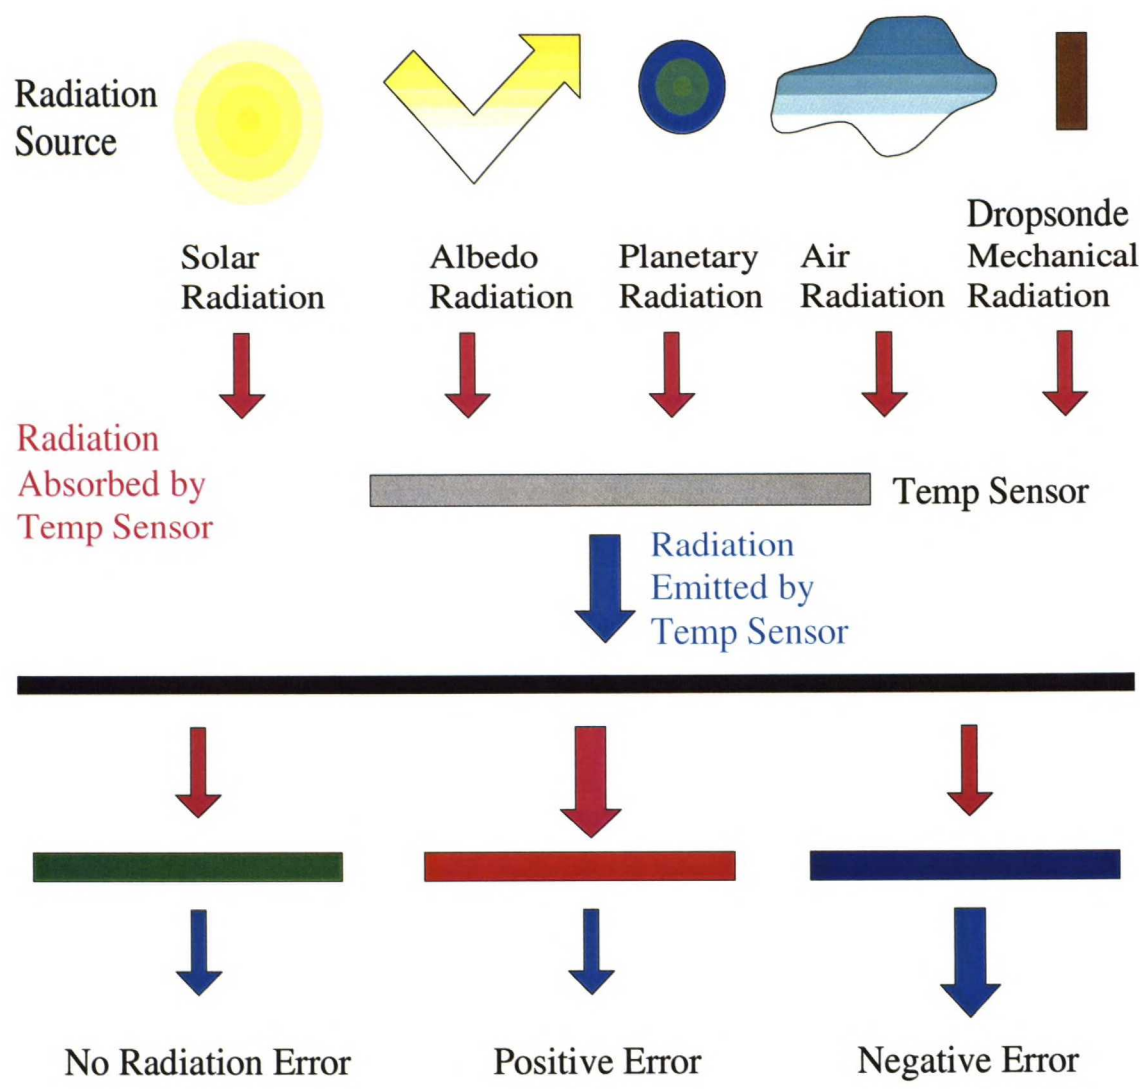 Radiation
Source
Solar
Radiation
Albedo
Radiation
Planetary
Radiation
Air
Radiation
Dropsonde
Mechanical
Radiation
Radiation
Absorbed by
Temp Sensor
Temp Sensor
Radiation
Emitted by
Temp Sensor
No Radiation Error
Positive Error
Negative Error